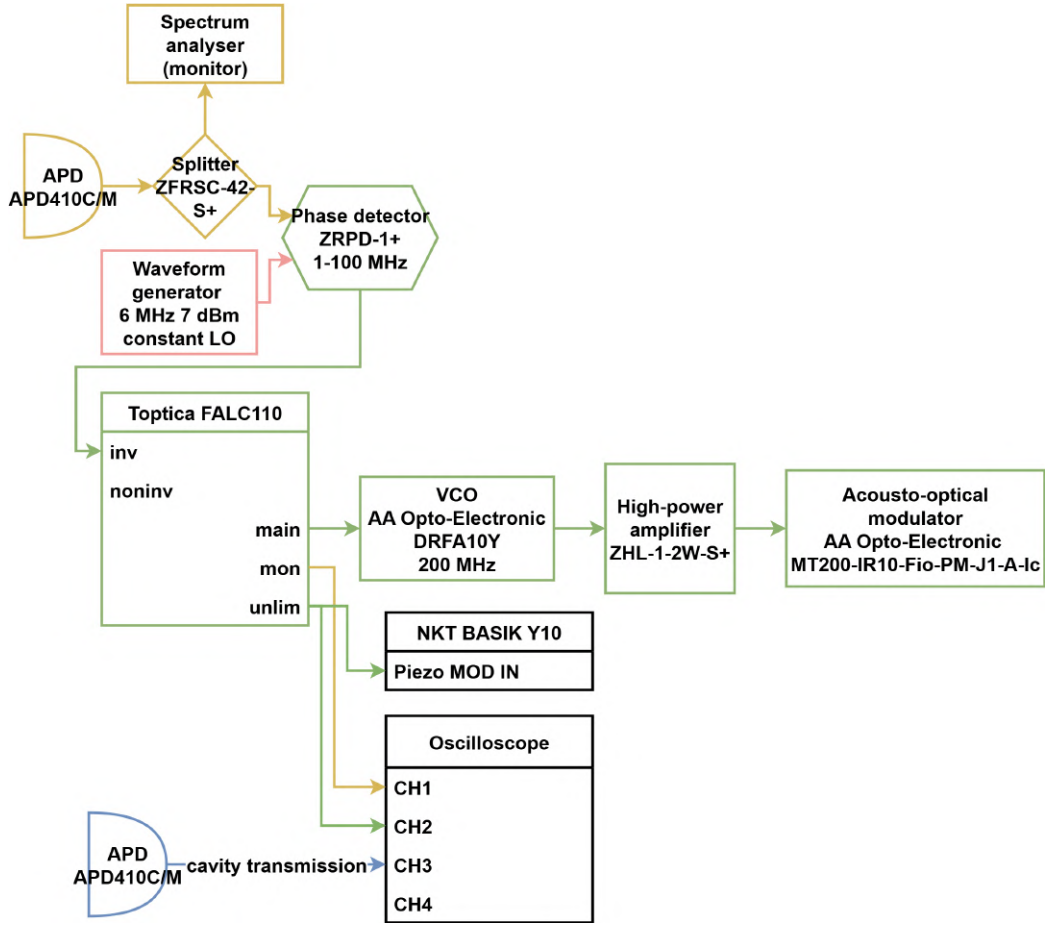 Spectrum
analyser
(monitor)
APD
APD410C/M
Splitter
ZFRSC-42-
S+
Phase detector
ZRPD-1+
1-100 MHz
Waveform
generator
6 MHz 7 dBm
constant LO
Toptica FALC110
inv
noninv
main
mon
unlim
VCO
AA Opto-Electronic
DRFA10Y
200 MHz
High-power
amplifier
ZHL-1-2W-S+
Acousto-optical
modulator
AA Opto-Electronic
MT200-IR10-Fio-PM-J1-A-Ic
NKT BASIK Y10
Piezo MOD IN
Oscilloscope
CH1
CH2
CH3
CH4
APD
APD410C/M
cavity transmission